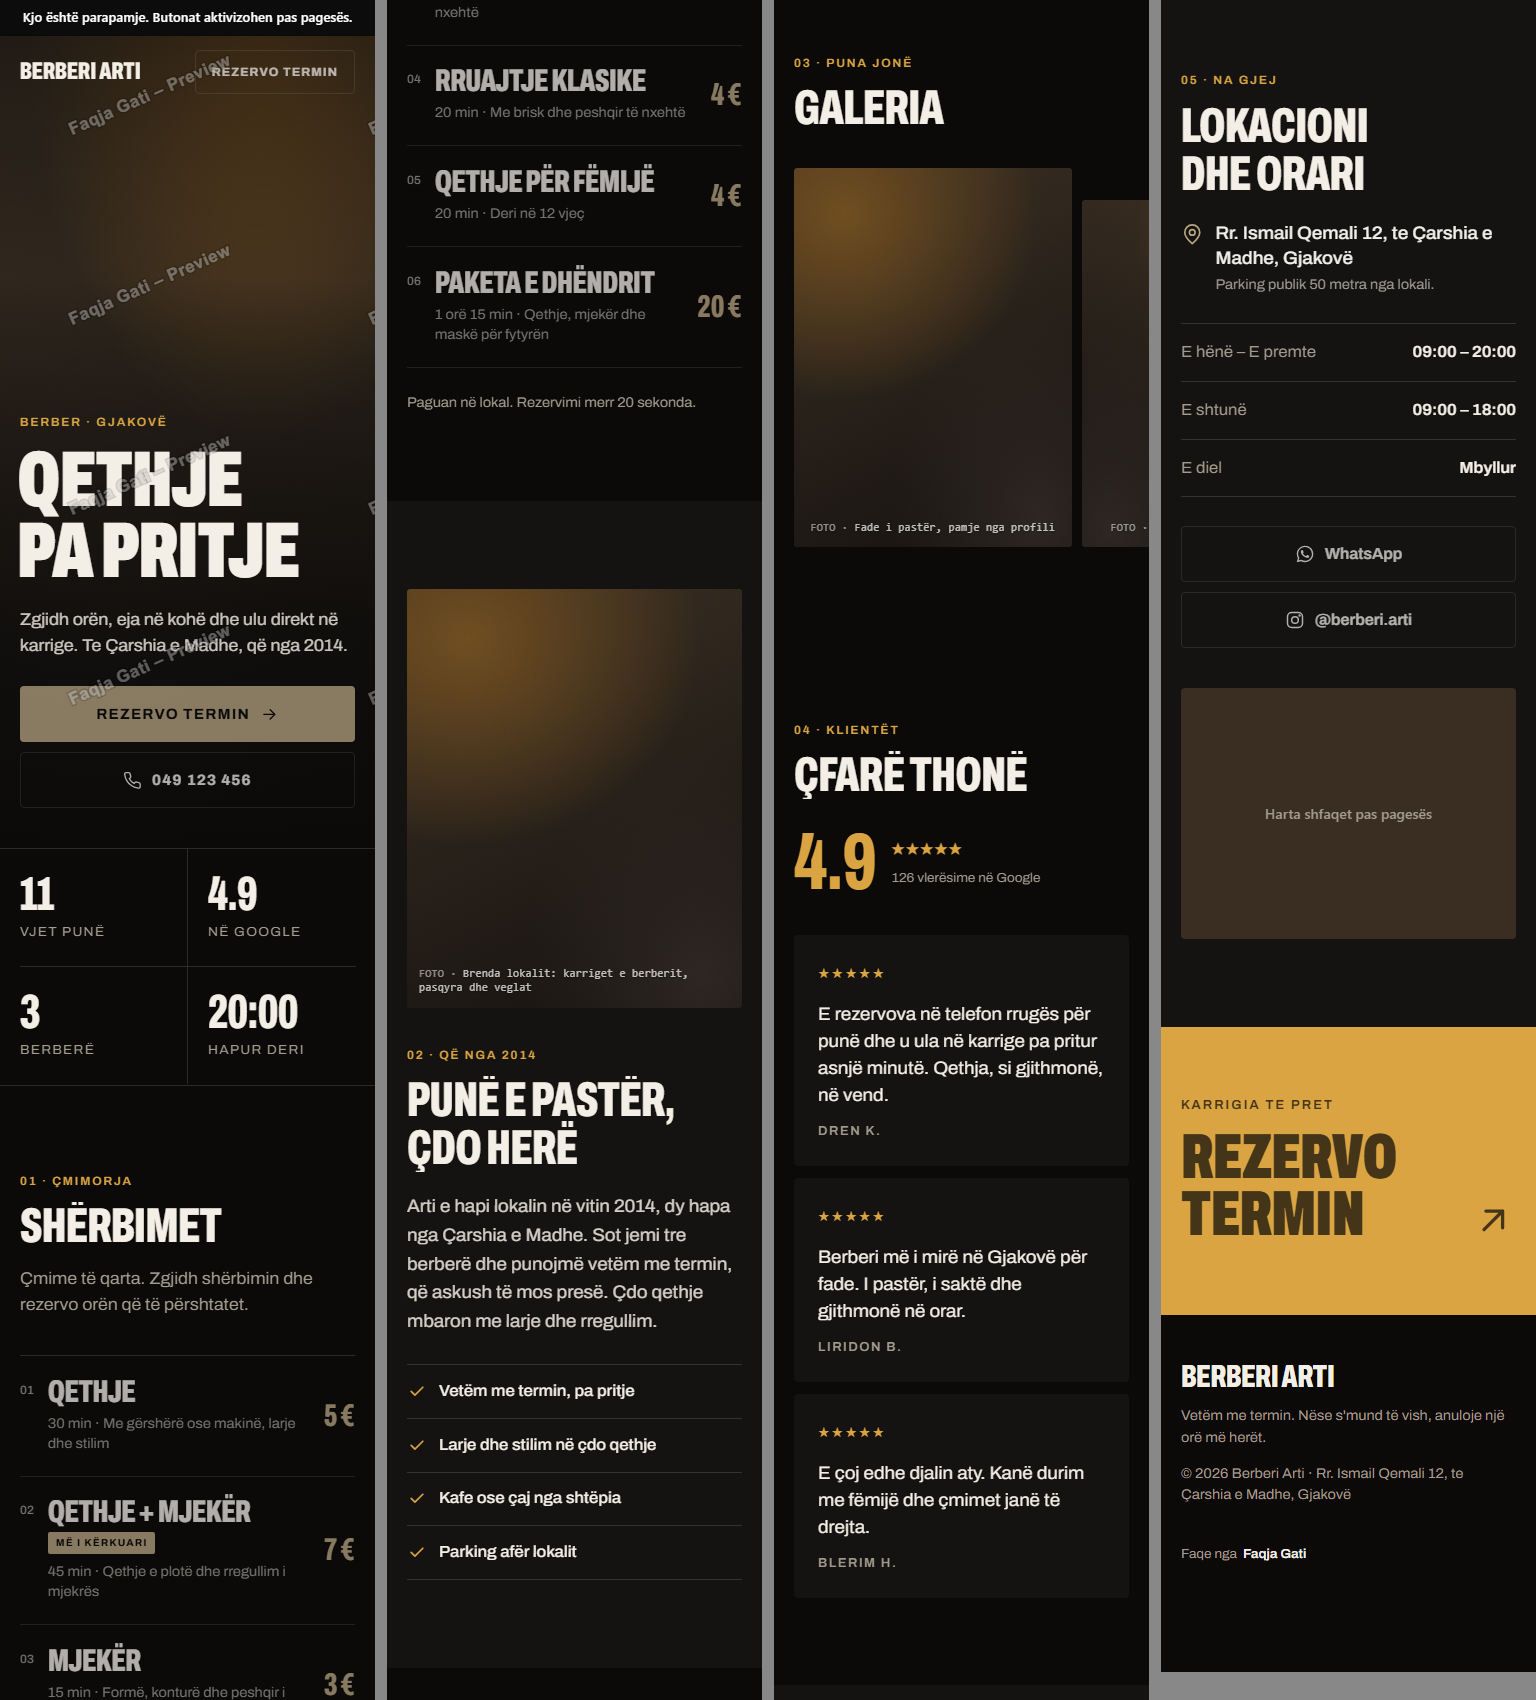 Kjo është parapamje. Butonat aktivizohen pas pagesës.
BERBERI ARTI
REZERVO TERMIN
Faqja Gati – Preview
Faqja Gati – Preview
BERBER · GJAKOVË
QETHJE
PA PRITJE
Faqja Gati – Preview
Zgjidh orën, eja në kohë dhe ulu direkt në
karrige. Te Çarshia e Madhe, që nga 2014.
Faqja Gati – Preview
REZERVO TERMIN
049 123 456
11
VJET PUNË
4.9
NË GOOGLE
3
BERBERË
20:00
HAPUR DERI
01 · ÇMIMORJA
SHËRBIMET
Çmime të qarta. Zgjidh shërbimin dhe
rezervo orën që të përshtatet.
01
QETHJE
30 min · Me gërshërë ose makinë, larje
dhe stilim
5 €
02
QETHJE + MJEKËR
MË I KËRKUARI
45 min · Qethje e plotë dhe rregullim i
mjekrës
7 €
03
MJEKËR
15 min · Formë, konturë dhe peshqir i
3 €
nxehtë
04
RRUAJTJE KLASIKE
20 min · Me brisk dhe peshqir të nxehtë
4 €
05
QETHJE PËR FËMIJË
20 min · Deri në 12 vjeç
4 €
06
PAKETA E DHËNDRIT
1 orë 15 min · Qethje, mjekër dhe
maskë për fytyrën
20 €
Paguan në lokal. Rezervimi merr 20 sekonda.
FOTO · Brenda lokalit: karriget e berberit,
pasqyra dhe veglat
02 · QË NGA 2014
PUNË E PASTËR,
ÇDO HERË
Arti e hapi lokalin në vitin 2014, dy hapa
nga Çarshia e Madhe. Sot jemi tre
berberë dhe punojmë vetëm me termin,
që askush të mos presë. Çdo qethje
mbaron me larje dhe rregullim.
Vetëm me termin, pa pritje
Larje dhe stilim në çdo qethje
Kafe ose çaj nga shtëpia
Parking afër lokalit
03 · PUNA JONË
GALERIA
FOTO · Fade i pastër, pamje nga profili
FOTO ·
04 · KLIENTËT
ÇFARË THONË
4.9
★★★★★
126 vlerësime në Google
★★★★★
E rezervova në telefon rrugës për
punë dhe u ula në karrige pa pritur
asnjë minutë. Qethja, si gjithmonë,
në vend.
DREN K.
★★★★★
Berberi më i mirë në Gjakovë për
fade. I pastër, i saktë dhe
gjithmonë në orar.
LIRIDON B.
★★★★★
E çoj edhe djalin aty. Kanë durim
me fëmijë dhe çmimet janë të
drejta.
BLERIM H.
05 · NA GJEJ
LOKACIONI
DHE ORARI
Rr. Ismail Qemali 12, te Çarshia e
Madhe, Gjakovë
Parking publik 50 metra nga lokali.
E hënë – E premte
09:00 – 20:00
E shtunë
09:00 – 18:00
E diel
Mbyllur
WhatsApp
@berberi.arti
Harta shfaqet pas pagesës
KARRIGIA TE PRET
REZERVO
TERMIN
BERBERI ARTI
Vetëm me termin. Nëse s'mund të vish, anuloje një
orë më herët.
© 2026 Berberi Arti · Rr. Ismail Qemali 12, te
Çarshia e Madhe, Gjakovë
Faqe nga Faqja Gati